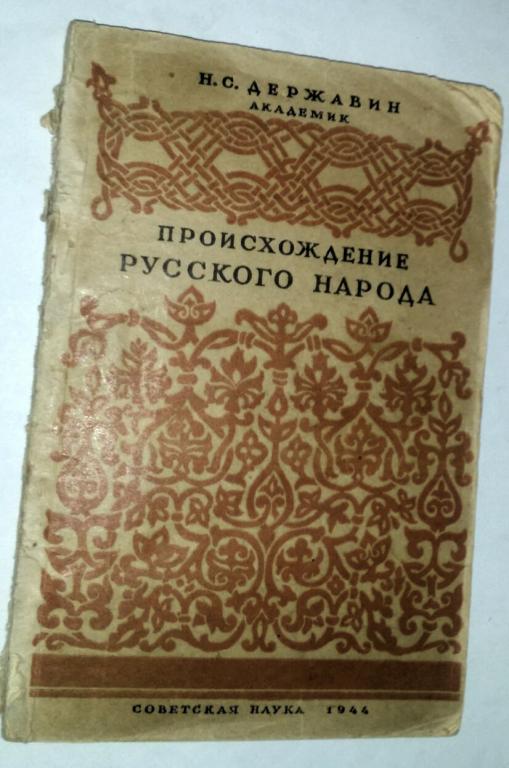 Н. С. ДЕРЖАВИН
АКАДЕМИК
ПРОИСХОЖДЕНИЕ
РУССКОГО НАРОДА
СОВЕТСКАЯ НАУКА 1944